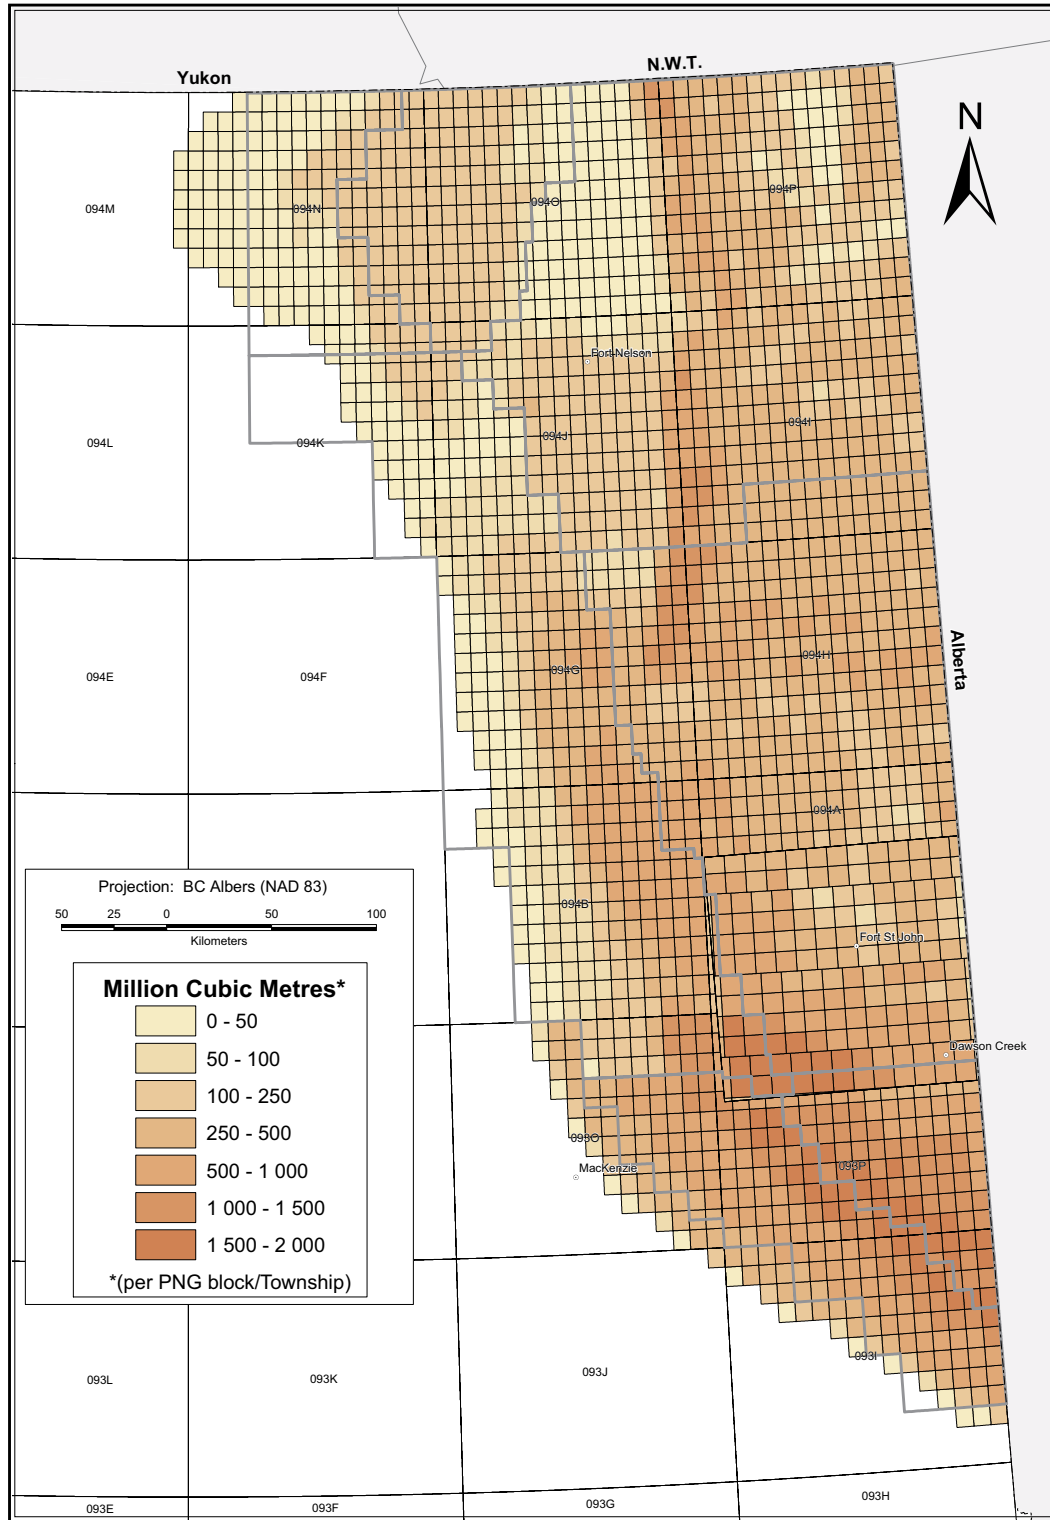 Yukon
N.W.T.
N
094P
094M
094N
094O
Fort Nelson
094L
094K
094J
094I
Alberta
094E
094F
094G
094H
094A
Projection: BC Albers (NAD 83)
50 25 0 50 100
Kilometers
094B
Fort St John
Million Cubic Metres*
0 - 50
50 - 100
100 - 250
250 - 500
500 - 1 000
1 000 - 1 500
1 500 - 2 000
*(per PNG block/Township)
Dawson Creek
093O
MacKenzie
093P
093I
093L
093K
093J
093E
093F
093G
093H